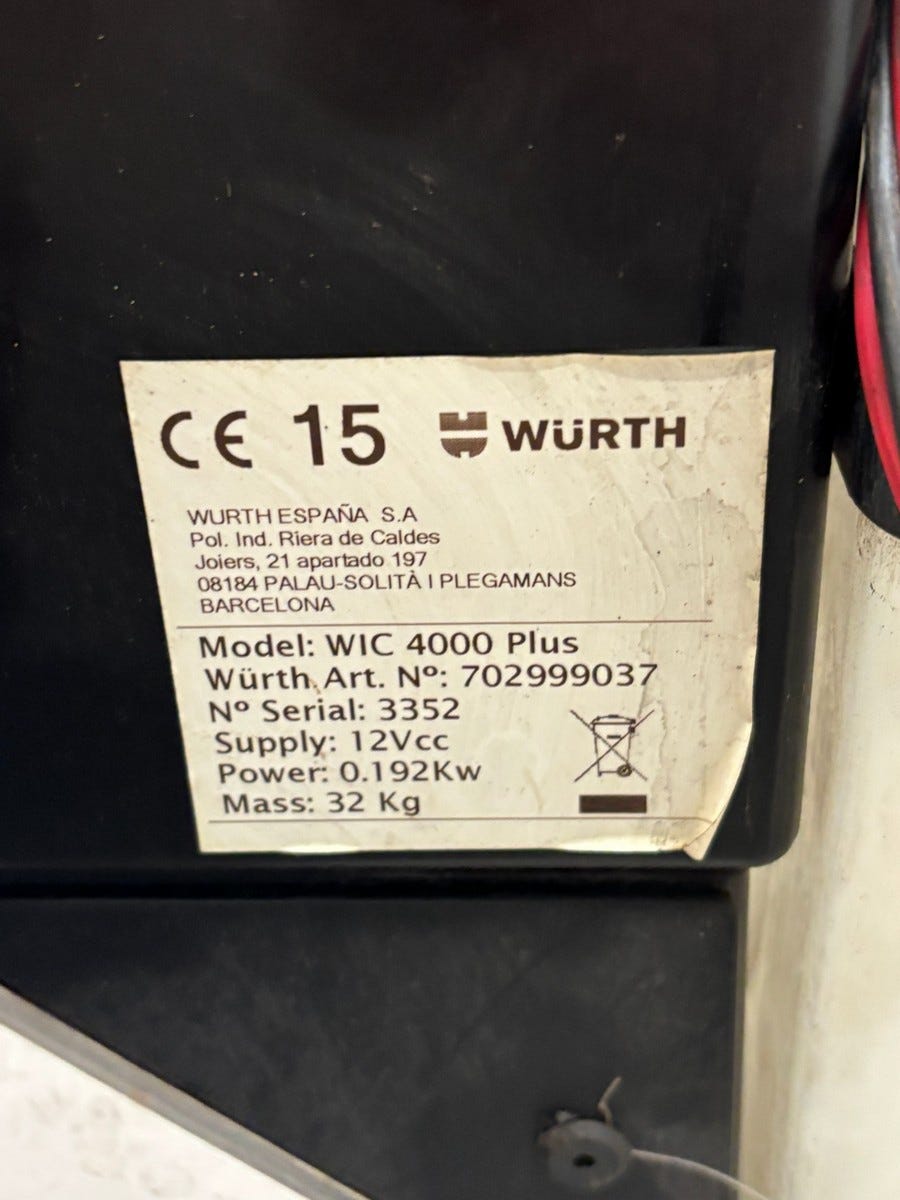 CE 15 WÜRTH
WURTH ESPAÑA S.A
Pol. Ind. Riera de Caldes
Joiers, 21 apartado 197
08184 PALAU-SOLITÀ I PLEGAMANS
BARCELONA
Model: WIC 4000 Plus
Würth Art. Nº: 702999037
Nº Serial: 3352
Supply: 12Vcc
Power: 0.192Kw
Mass: 32 Kg